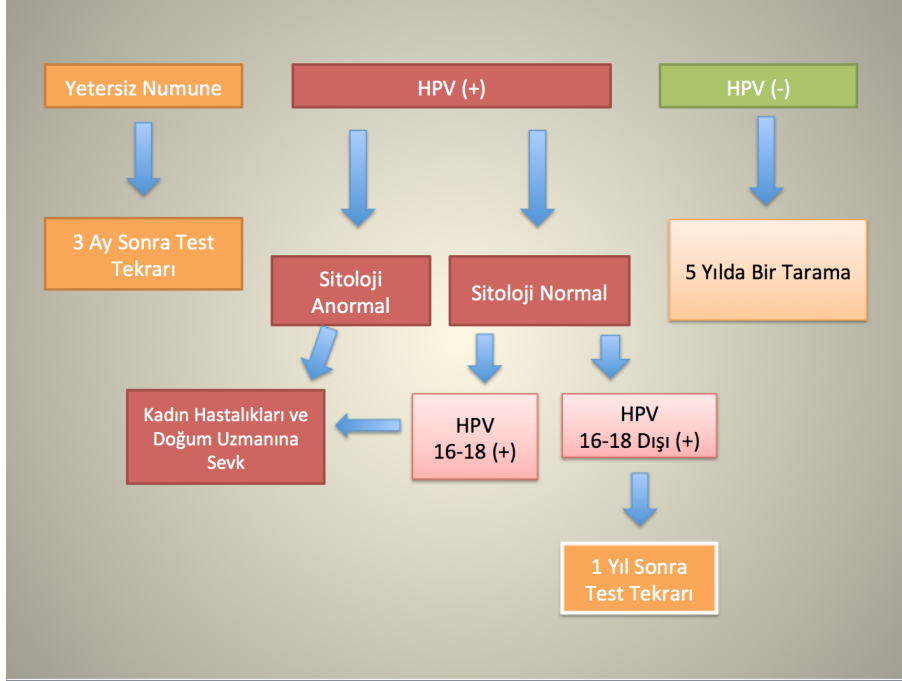 Yetersiz Numune
HPV (+)
HPV (-)
3 Ay Sonra Test
Tekrarı
Sitoloji
Anormal
Sitoloji Normal
5 Yılda Bir Tarama
Kadın Hastalıkları ve
Doğum Uzmanına
Sevk
HPV
16-18 (+)
HPV
16-18 Dışı (+)
1 Yıl Sonra
Test Tekrarı